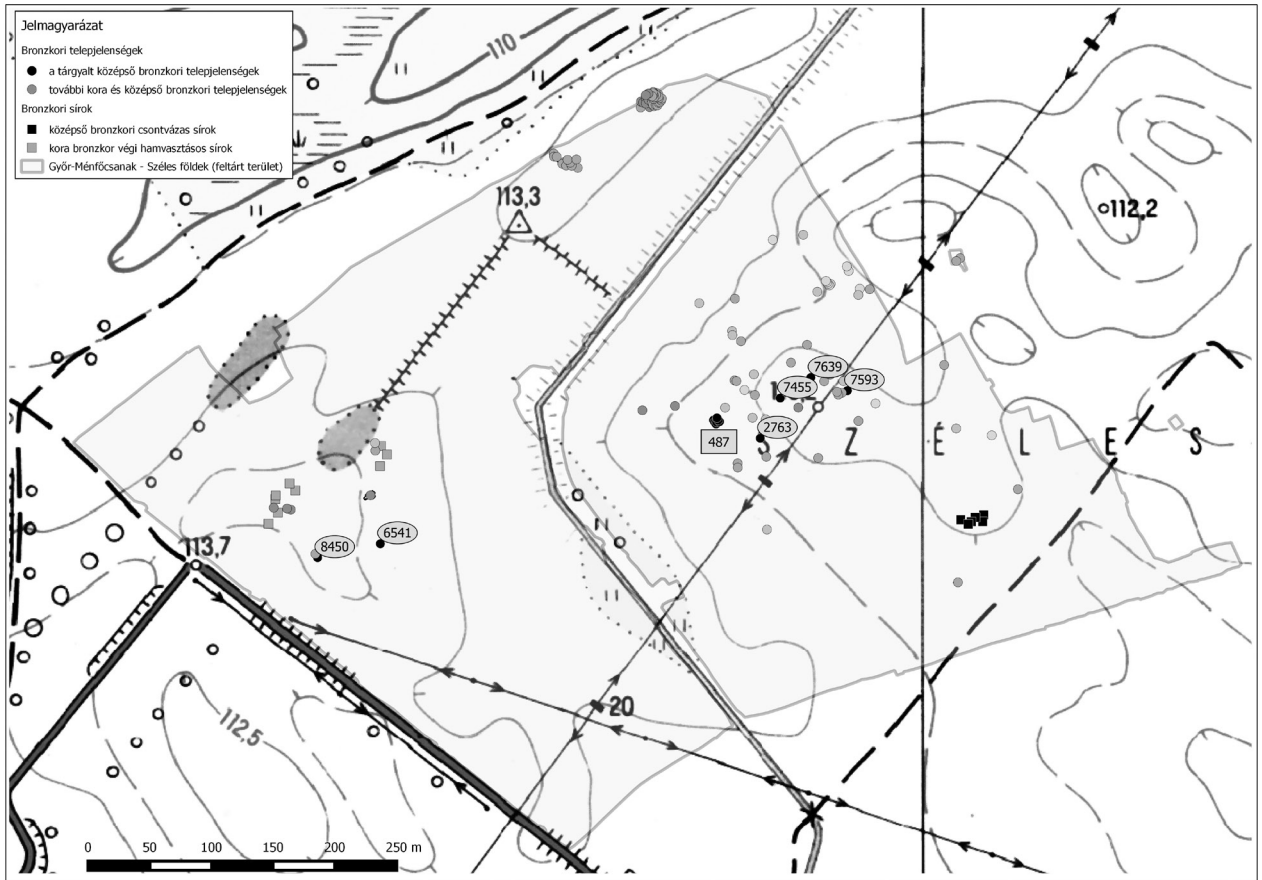 Jelmagyarázat
Bronzkori telepjelenségek
a tárgyalt középső bronzkori telepjelenségek
további kora és középső bronzkori telepjelenségek
Bronzkori sírok
középső bronzkori csontvázas sírok
kora bronzkor végi hamvasztásos sírok
Győr-Ménfőcsanak - Széles földek (feltárt terület)
110
113,3
112,2
7639
7455
7593
2763
487
S Z É L E S
6541
8450
113,7
20
112,5
0 50 100 150 200 250 m